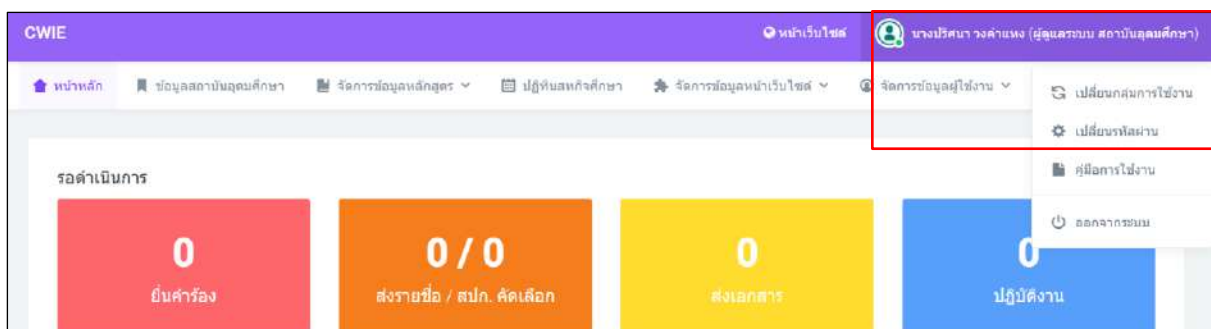 CWIE
หน้าเว็บไซต์
นางปริศนา วงค์าแหง (ผู้ดูแลระบบ สถาบันอุดมศึกษา)
หน้าหลัก
ข้อมูลสถาบันอุดมศึกษา
จัดการข้อมูลหลักสูตร
ปฏิทินสหกิจศึกษา
จัดการข้อมูลหน้าเว็บไซต์
จัดการข้อมูลผู้ใช้งาน
เปลี่ยนกลุ่มการใช้งาน
เปลี่ยนรหัสผ่าน
คู่มือการใช้งาน
ออกจากระบบ
รอดำเนินการ
0
ยื่นคำร้อง
0 / 0
ส่งรายชื่อ / สปก. คัดเลือก
0
ส่งเอกสาร
0
ปฏิบัติงาน